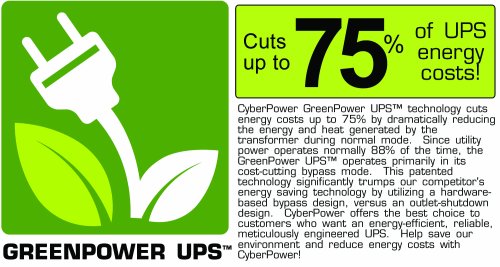 Cuts
up to
75%
of UPS
energy
costs!
CyberPower GreenPower UPS™ technology cuts
energy costs up to 75% by dramatically reducing
the energy and heat generated by the
transformer during normal mode.  Since utility
power operates normally 88% of the time, the
GreenPower UPS™ operates primarily in its
cost-cutting bypass mode.  This patented
technology significantly trumps our competitor's
energy saving technology by utilizing a hardware-
based bypass design, versus an outlet-shutdown
design.  CyberPower offers the best choice to
customers who want an energy-efficient, reliable,
meticulously engineered UPS.  Help save our
environment and reduce energy costs with
CyberPower!
GREENPOWER UPS™